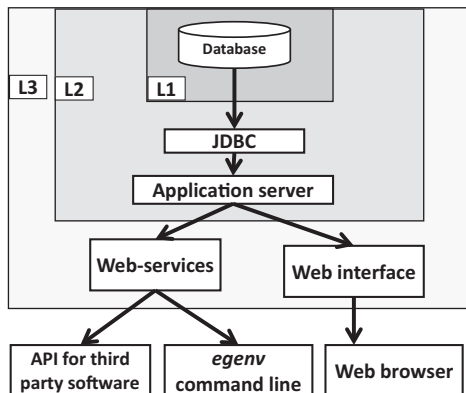 Database
L3
L2
L1
JDBC
Application server
Web-services
Web interface
API for third
party software
egenv
command line
Web browser